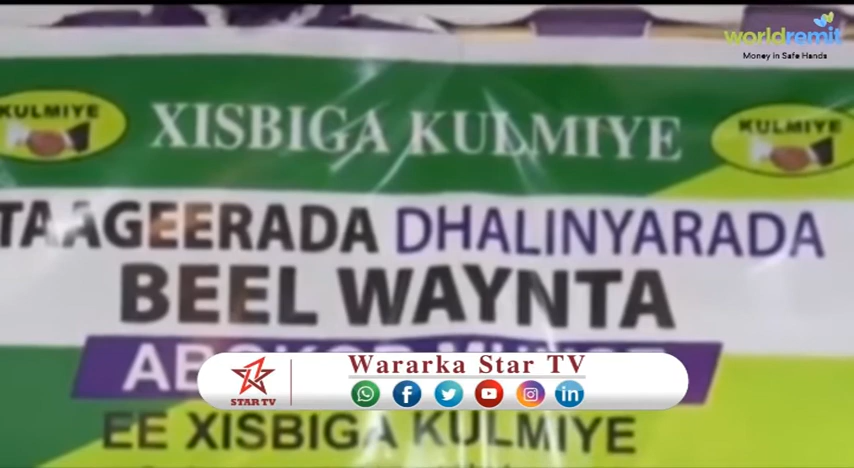 worldremit
Money in Safe Hands
KULMIYE
XISBIGA KULMIYE
KULMIYE
TAAGEERADA DHALINYARADA
BEEL WAYNTA
Wararka Star TV
STAR TV
EE XISBIGA KULMIYE